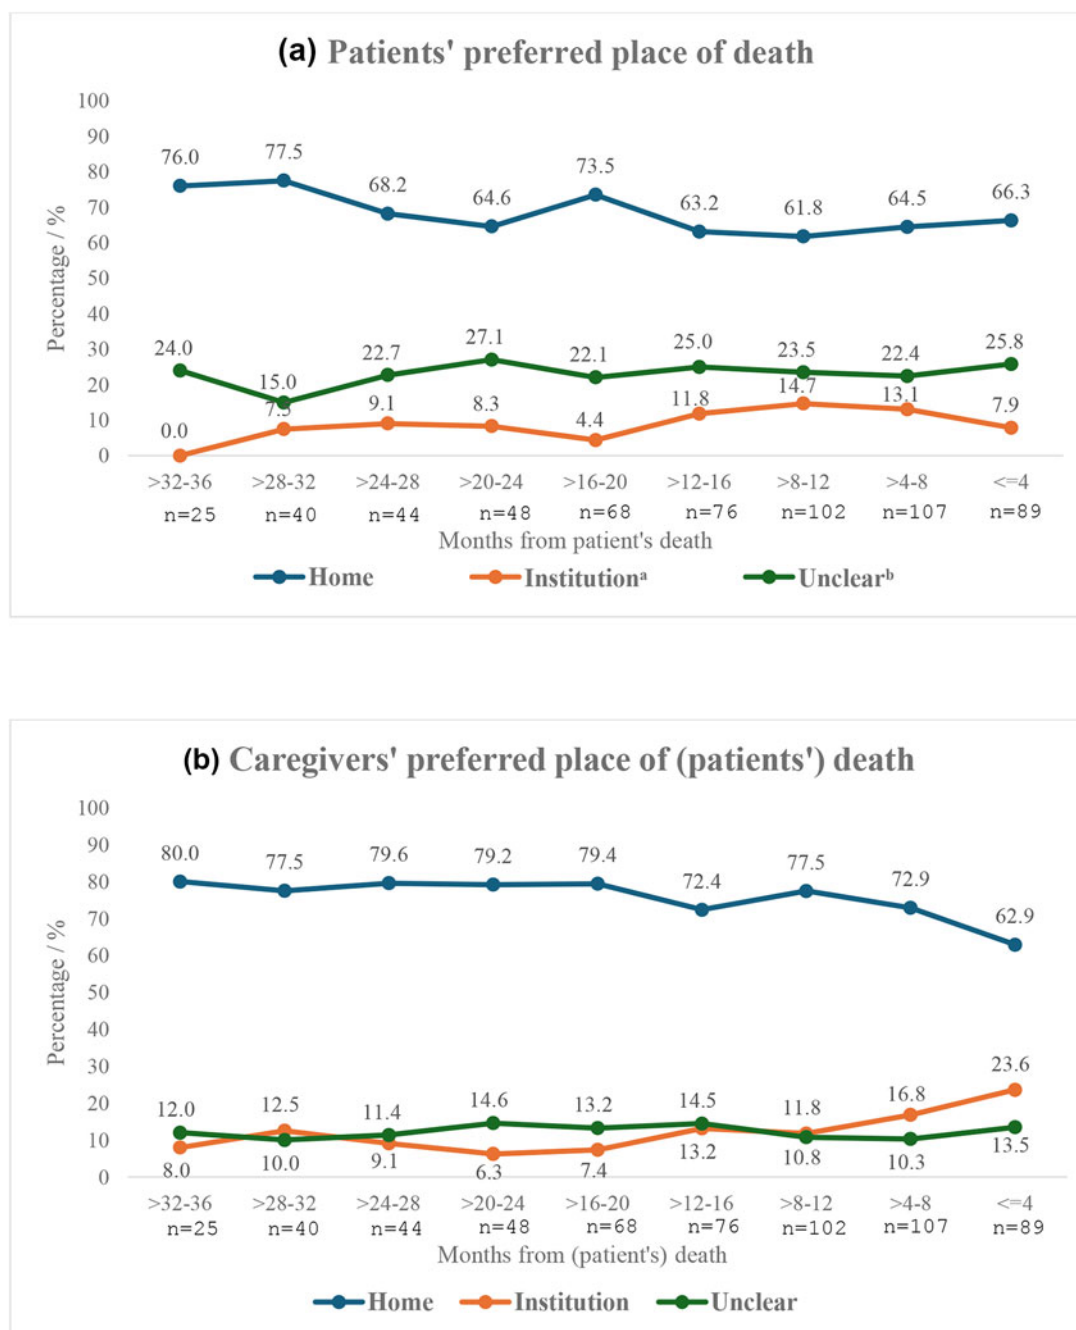 (a) Patients' preferred place of death
Percentage / %
100
90
80
70
60
50
40
30
20
10
0
76.0 77.5 68.2 64.6 73.5 63.2 61.8 64.5 66.3
24.0 15.0 22.7 27.1 22.1 25.0 23.5 22.4 25.8
0.0 7.5 9.1 8.3 4.4 11.8 14.7 13.1 7.9
>32-36 >28-32 >24-28 >20-24 >16-20 >12-16 >8-12 >4-8 <=4
n=25 n=40 n=44 n=48 n=68 n=76 n=102 n=107 n=89
Months from patient's death
Home Institutionᵃ Unclearᵇ
(b) Caregivers' preferred place of (patients') death
Percentage / %
100
90
80
70
60
50
40
30
20
10
0
80.0 77.5 79.6 79.2 79.4 72.4 77.5 72.9 62.9
12.0 12.5 11.4 14.6 13.2 14.5 11.8 16.8 23.6
8.0 10.0 9.1 6.3 7.4 13.2 10.8 10.3 13.5
>32-36 >28-32 >24-28 >20-24 >16-20 >12-16 >8-12 >4-8 <=4
n=25 n=40 n=44 n=48 n=68 n=76 n=102 n=107 n=89
Months from (patient's) death
Home Institution Unclear